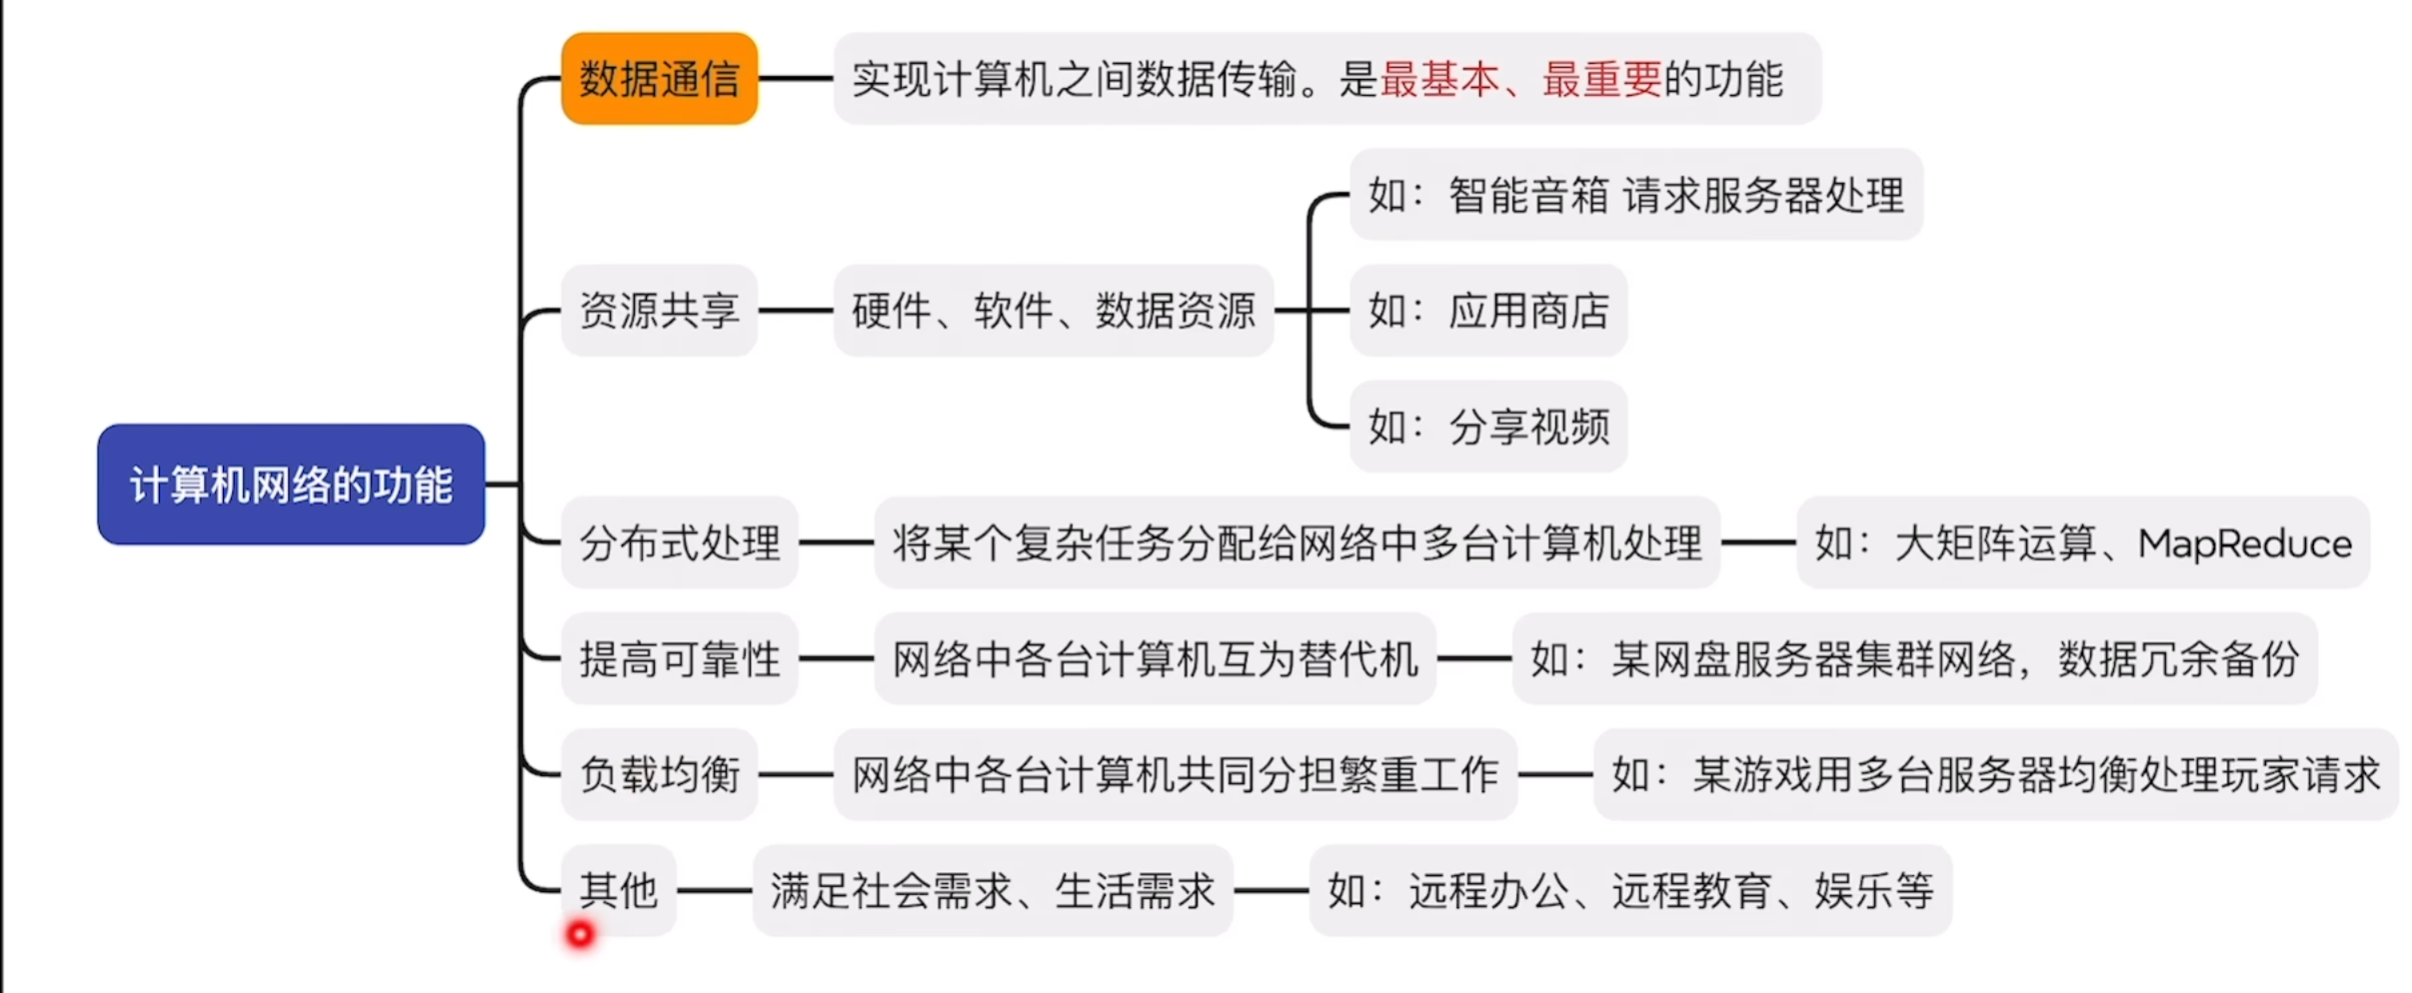 数据通信
实现计算机之间数据传输。是最基本、最重要的功能
如：智能音箱 请求服务器处理
资源共享
硬件、软件、数据资源
如：应用商店
如：分享视频
计算机网络的功能
分布式处理
将某个复杂任务分配给网络中多台计算机处理
如：大矩阵运算、MapReduce
提高可靠性
网络中各台计算机互为替代机
如：某网盘服务器集群网络，数据冗余备份
负载均衡
网络中各台计算机共同分担繁重工作
如：某游戏用多台服务器均衡处理玩家请求
其他
满足社会需求、生活需求
如：远程办公、远程教育、娱乐等